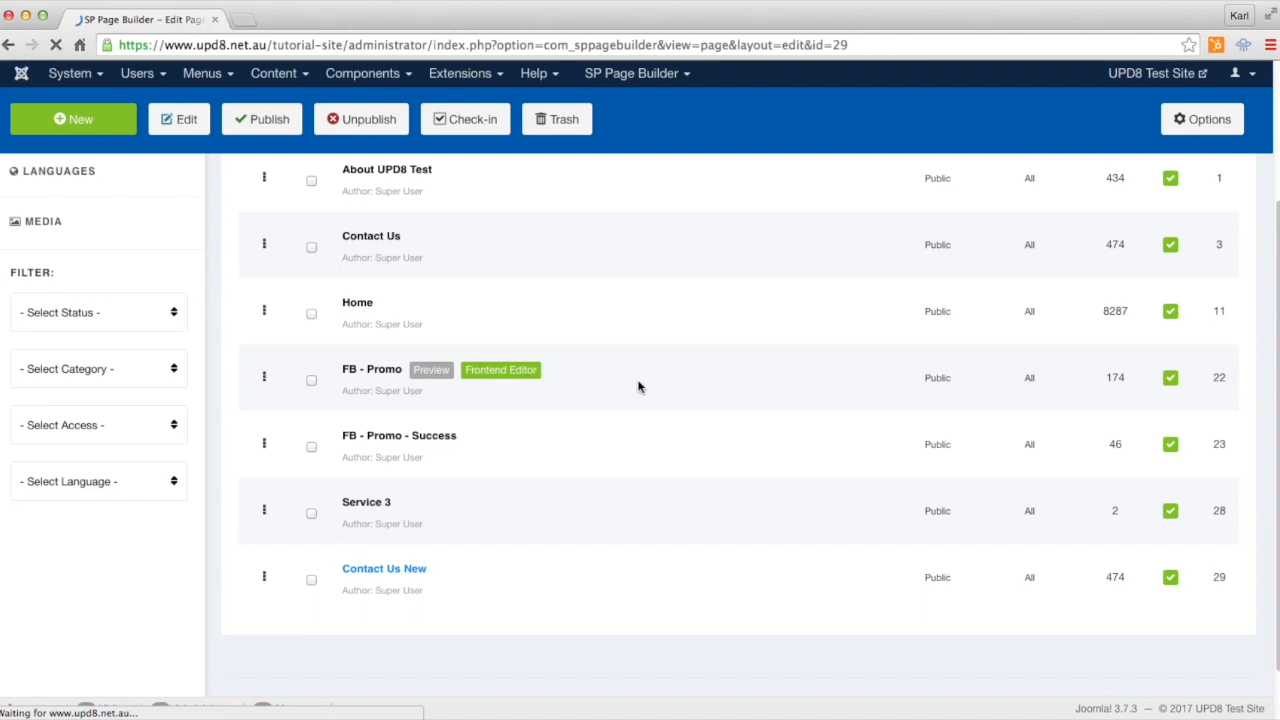 SP Page Builder – Edit Pag
Karl
https://www.upd8.net.au/tutorial-site/administrator/index.php?option=com_sppagebuilder&view=page&layout=edit&id=29
System Users Menus Content Components Extensions Help SP Page Builder UPD8 Test Site
New Edit Publish Unpublish Check-in Trash Options
LANGUAGES
MEDIA
FILTER:
- Select Status -
- Select Category -
- Select Access -
- Select Language -
About UPD8 Test Public All 434 1
Author: Super User
Contact Us Public All 474 3
Author: Super User
Home Public All 8287 11
Author: Super User
FB - Promo Preview Frontend Editor Public All 174 22
Author: Super User
FB - Promo - Success Public All 46 23
Author: Super User
Service 3 Public All 2 28
Author: Super User
Contact Us New Public All 474 29
Author: Super User
Waiting for www.upd8.net.au...
Joomla! 3.7.3 — © 2017 UPD8 Test Site